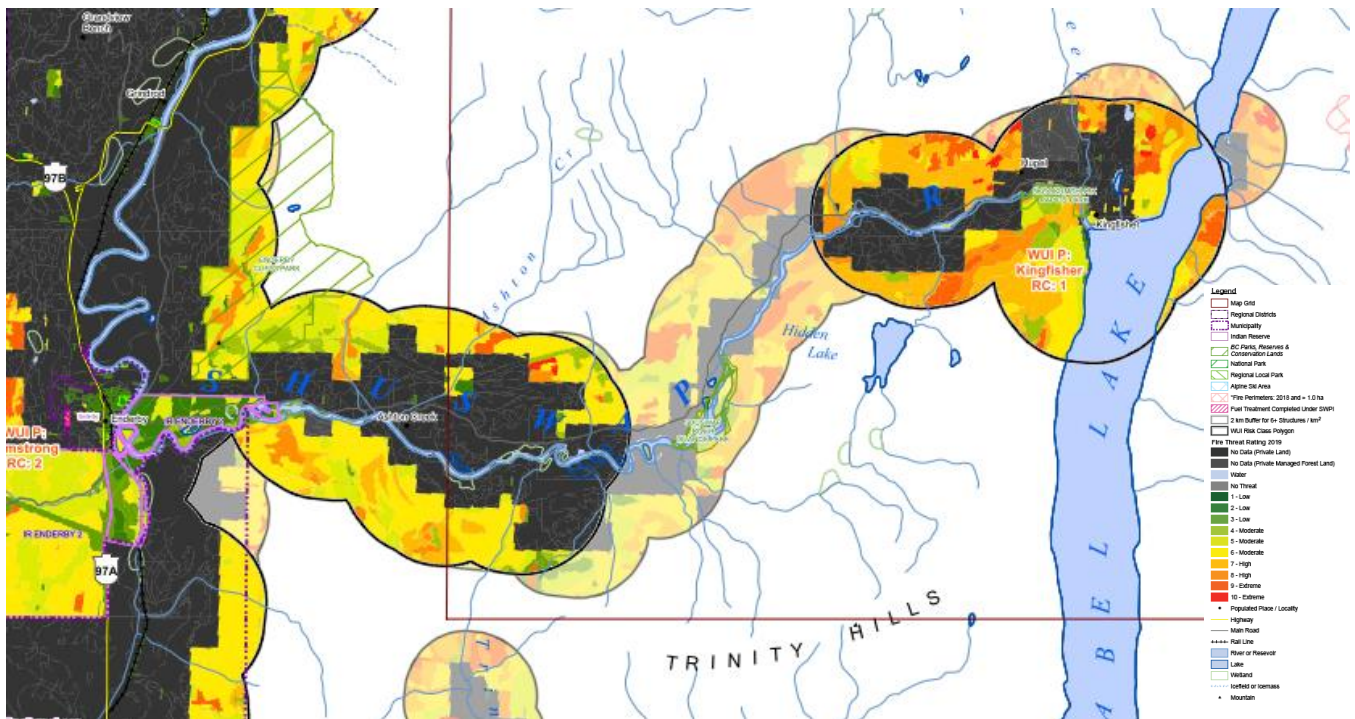 Grandview
Bench
Grindrod
97B
Ashton
Cr
Hupel
Kingfisher
WUI P:
Kingfisher
RC: 1
Hidden
Lake
SHUSWAP
R
Ashton Creek
Enderby
IR ENDERBY 2
WUI P:
mstrong
RC: 2
97A
TRINITY HILLS
ABEL LAKE
Legend
Map Grid
Regional Districts
Municipality
Indian Reserve
BC Parks, Reserves &
Conservation Lands
National Park
Regional Local Park
Alpine Ski Area
*Fire Perimeters: 2018 and = 1.0 ha
Fuel Treatment Completed Under SWPI
2 km Buffer for 6+ Structures / km²
WUI Risk Class Polygon
Fire Threat Rating 2019
No Data (Private Land)
No Data (Private Managed Forest Land)
Water
No Threat
1 - Low
2 - Low
3 - Low
4 - Moderate
5 - Moderate
6 - Moderate
7 - High
8 - High
9 - Extreme
10 - Extreme
Populated Place / Locality
Highway
Main Road
Rail Line
River or Resevoir
Lake
Wetland
Icefield or Icemass
Mountain